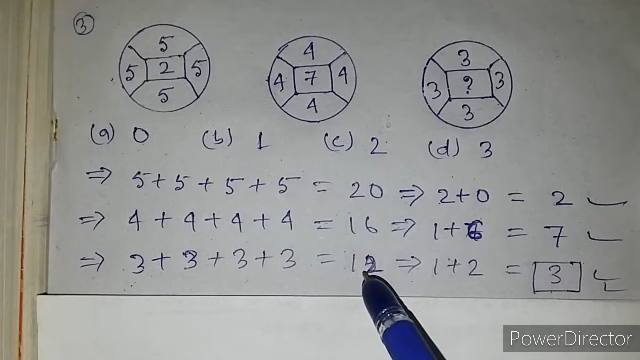 3
5 4 3
5 2 5 4 7 4 3 ? 3
5 4 3
(a) 0 (b) 1 (c) 2 (d) 3
⇒ 5+5+5+5 = 20 ⇒ 2+0 = 2
⇒ 4+4+4+4 = 16 ⇒ 1+6 = 7
⇒ 3+3+3+3 = 12 ⇒ 1+2 = 3
PowerDirector